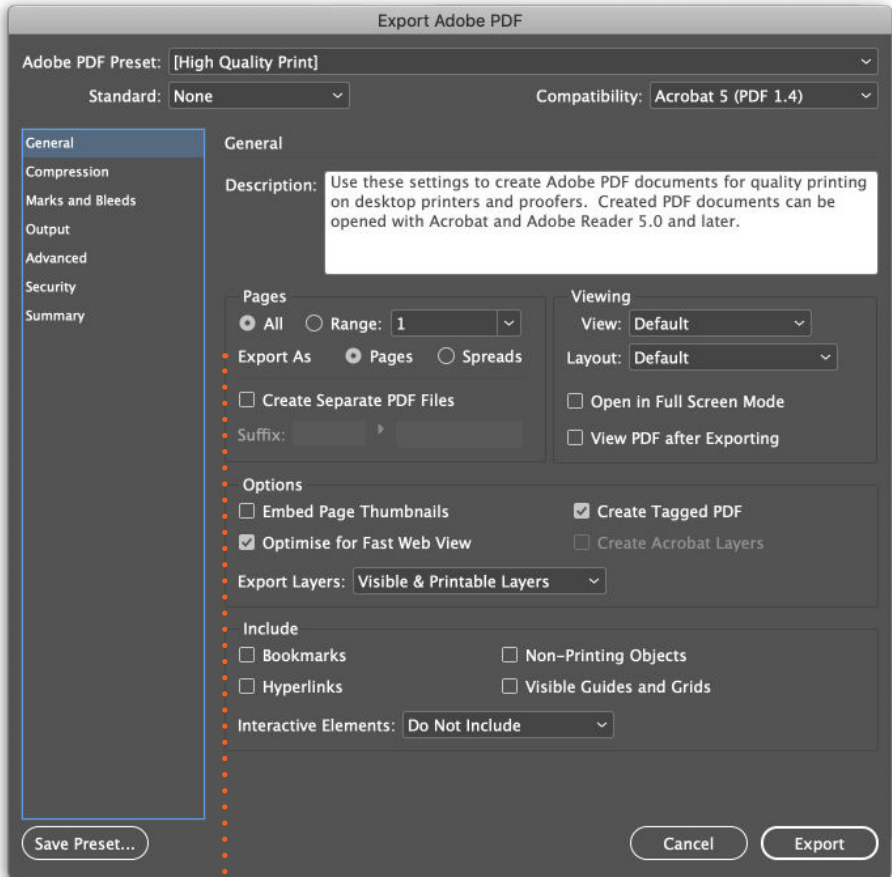 Export Adobe PDF
Adobe PDF Preset: [High Quality Print]
Standard: None
Compatibility: Acrobat 5 (PDF 1.4)
General
Compression
Marks and Bleeds
Output
Advanced
Security
Summary
General
Description: Use these settings to create Adobe PDF documents for quality printing
on desktop printers and proofers. Created PDF documents can be
opened with Acrobat and Adobe Reader 5.0 and later.
Pages
All Range: 1
Export As Pages Spreads
Create Separate PDF Files
Suffix:
Viewing
View: Default
Layout: Default
Open in Full Screen Mode
View PDF after Exporting
Options
Embed Page Thumbnails
Create Tagged PDF
Optimise for Fast Web View
Create Acrobat Layers
Export Layers: Visible & Printable Layers
Include
Bookmarks
Non-Printing Objects
Hyperlinks
Visible Guides and Grids
Interactive Elements: Do Not Include
Save Preset...
Cancel
Export